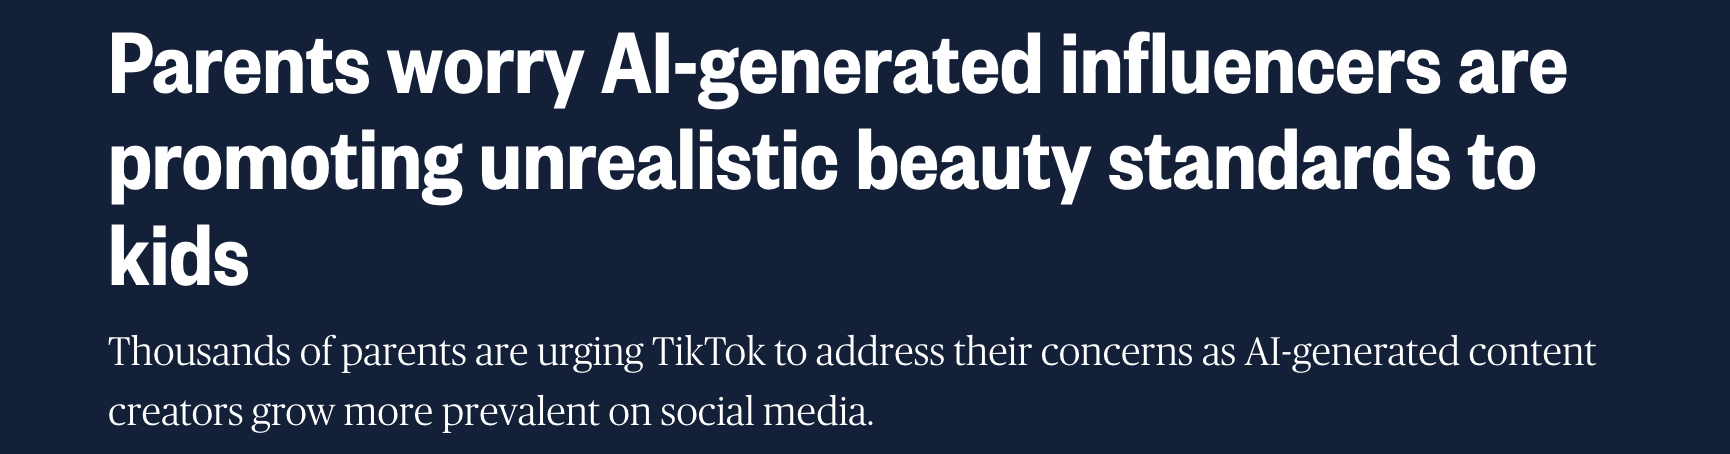 Parents worry AI-generated influencers are
promoting unrealistic beauty standards to
kids
Thousands of parents are urging TikTok to address their concerns as AI-generated content
creators grow more prevalent on social media.